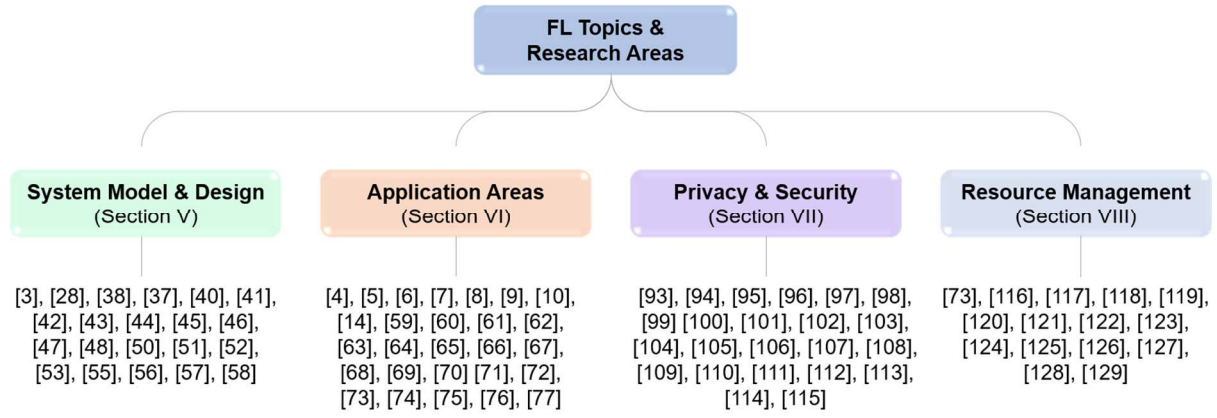 FL Topics &
Research Areas
System Model & Design
(Section V)
[3], [28], [38], [37], [40], [41],
[42], [43], [44], [45], [46],
[47], [48], [50], [51], [52],
[53], [55], [56], [57], [58]
Application Areas
(Section VI)
[4], [5], [6], [7], [8], [9], [10],
[14], [59], [60], [61], [62],
[63], [64], [65], [66], [67],
[68], [69], [70] [71], [72],
[73], [74], [75], [76], [77]
Privacy & Security
(Section VII)
[93], [94], [95], [96], [97], [98],
[99] [100], [101], [102], [103],
[104], [105], [106], [107], [108],
[109], [110], [111], [112], [113],
[114], [115]
Resource Management
(Section VIII)
[73], [116], [117], [118], [119],
[120], [121], [122], [123],
[124], [125], [126], [127],
[128], [129]